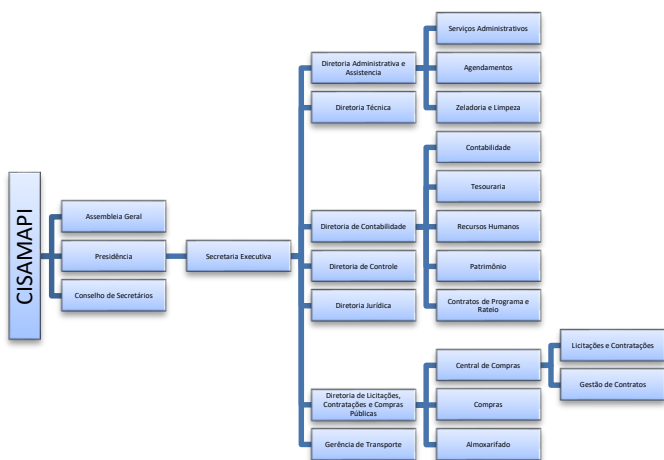 CISAMAPI
Assembleia Geral
Presidência
Conselho de Secretários
Secretaria Executiva
Diretoria Administrativa e
Assistencia
Diretoria Técnica
Diretoria de Contabilidade
Diretoria de Controle
Diretoria Jurídica
Diretoria de Licitações,
Contratações e Compras
Públicas
Gerência de Transporte
Serviços Administrativos
Agendamentos
Zeladoria e Limpeza
Contabilidade
Tesouraria
Recursos Humanos
Patrimônio
Contratos de Programa e
Rateio
Central de Compras
Compras
Almoxarifado
Licitações e Contratações
Gestão de Contratos